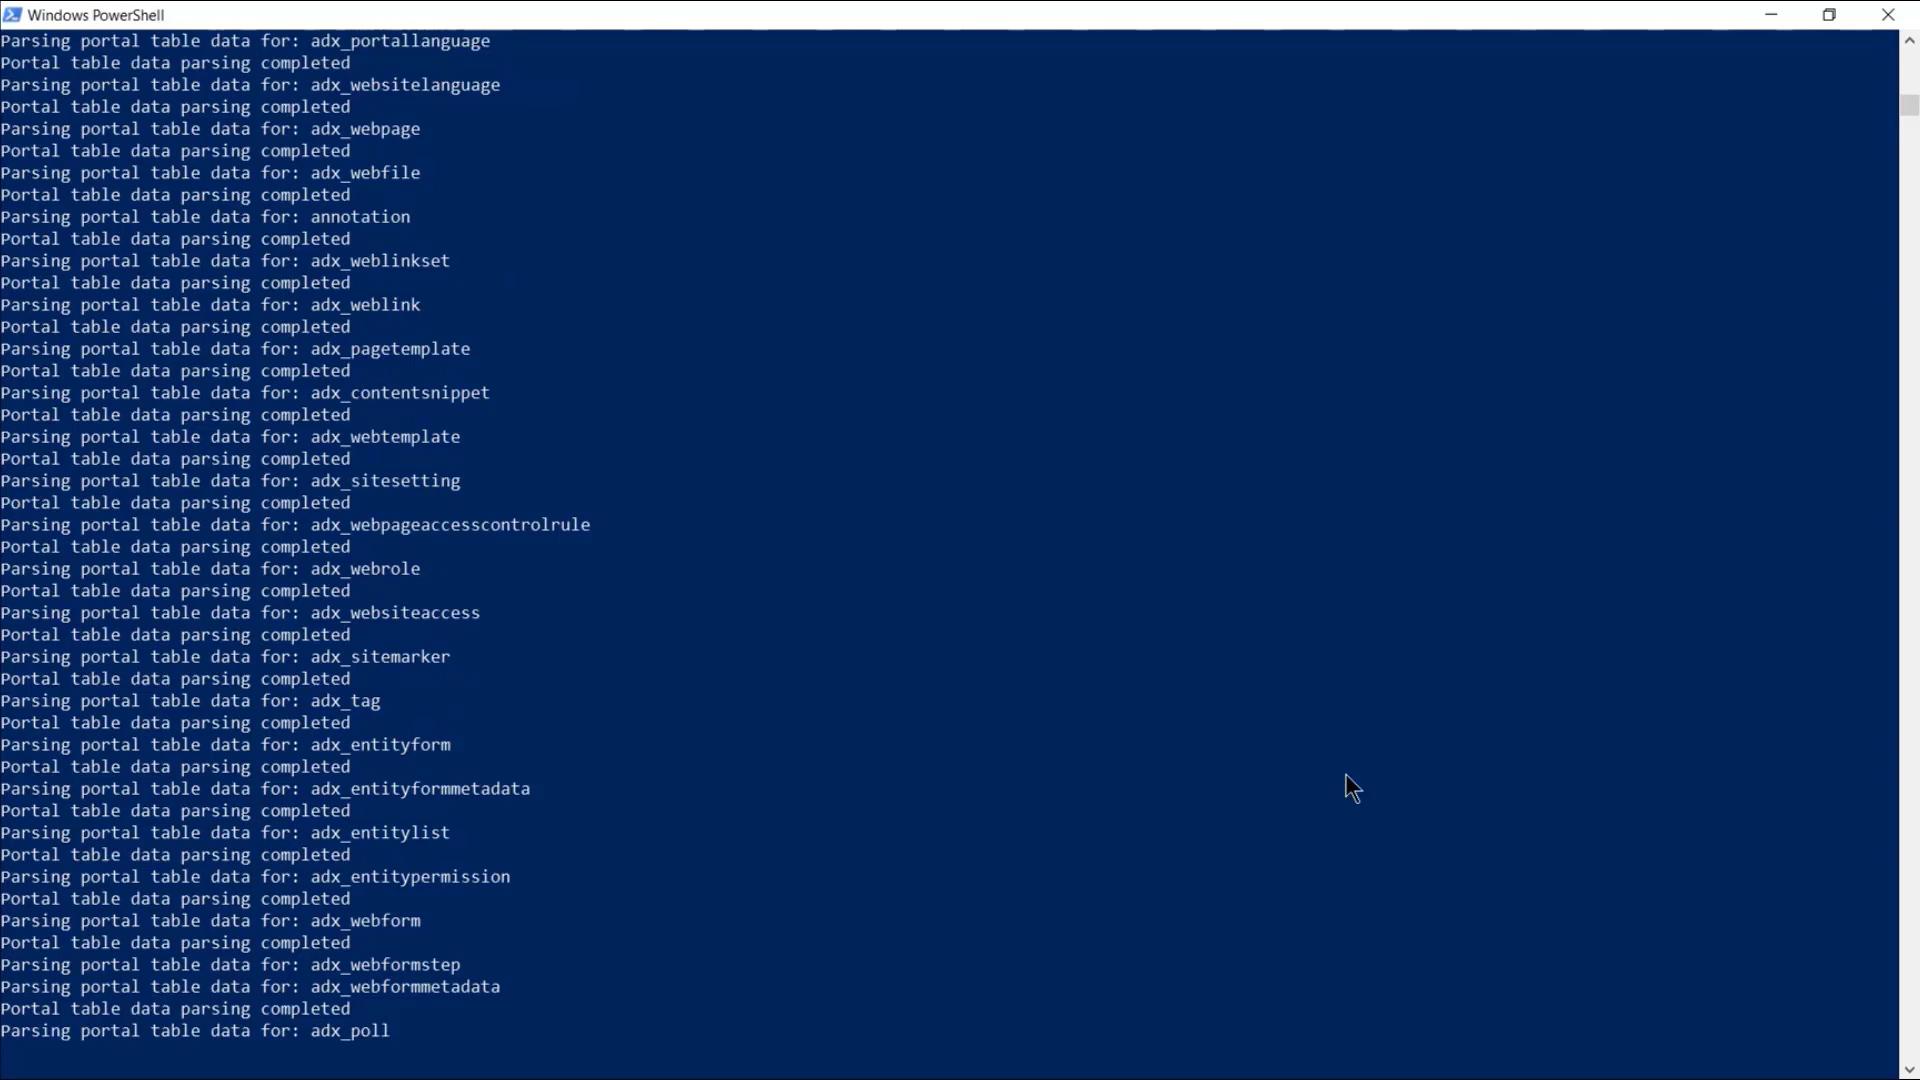 Windows PowerShell
Parsing portal table data for: adx_portallanguage
Portal table data parsing completed
Parsing portal table data for: adx_websitelanguage
Portal table data parsing completed
Parsing portal table data for: adx_webpage
Portal table data parsing completed
Parsing portal table data for: adx_webfile
Portal table data parsing completed
Parsing portal table data for: annotation
Portal table data parsing completed
Parsing portal table data for: adx_weblinkset
Portal table data parsing completed
Parsing portal table data for: adx_weblink
Portal table data parsing completed
Parsing portal table data for: adx_pagetemplate
Portal table data parsing completed
Parsing portal table data for: adx_contentsnippet
Portal table data parsing completed
Parsing portal table data for: adx_webtemplate
Portal table data parsing completed
Parsing portal table data for: adx_sitesetting
Portal table data parsing completed
Parsing portal table data for: adx_webpageaccesscontrolrule
Portal table data parsing completed
Parsing portal table data for: adx_webrole
Portal table data parsing completed
Parsing portal table data for: adx_websiteaccess
Portal table data parsing completed
Parsing portal table data for: adx_sitemarker
Portal table data parsing completed
Parsing portal table data for: adx_tag
Portal table data parsing completed
Parsing portal table data for: adx_entityform
Portal table data parsing completed
Parsing portal table data for: adx_entityformmetadata
Portal table data parsing completed
Parsing portal table data for: adx_entitylist
Portal table data parsing completed
Parsing portal table data for: adx_entitypermission
Portal table data parsing completed
Parsing portal table data for: adx_webform
Portal table data parsing completed
Parsing portal table data for: adx_webformstep
Parsing portal table data for: adx_webformmetadata
Portal table data parsing completed
Parsing portal table data for: adx_poll